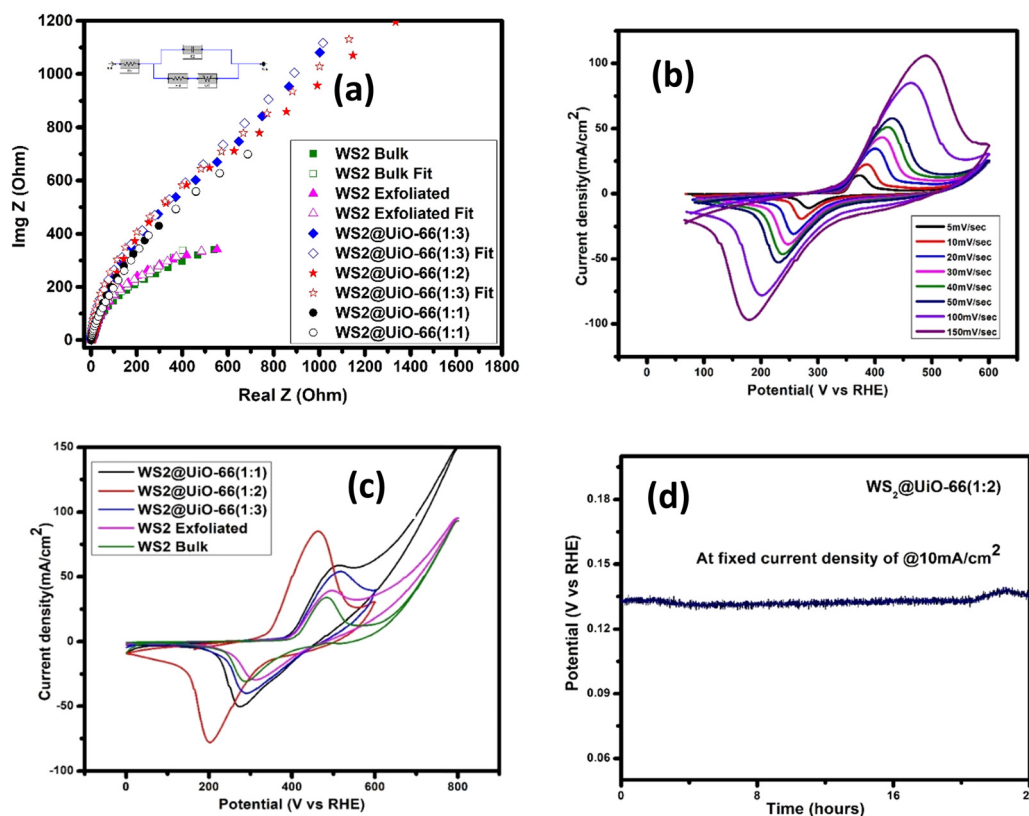 1200
1000
800
600
400
200
0
Img Z (Ohm)
(a)
WS2 Bulk
WS2 Bulk Fit
WS2 Exfoliated
WS2 Exfoliated Fit
WS2@UiO-66(1:3)
WS2@UiO-66(1:3) Fit
WS2@UiO-66(1:2)
WS2@UiO-66(1:3) Fit
WS2@UiO-66(1:1)
WS2@UiO-66(1:1)
0 200 400 600 800 1000 1200 1400 1600 1800
Real Z (Ohm)
100
50
0
-50
-100
Current density(mA/cm²)
(b)
5mV/sec
10mV/sec
20mV/sec
30mV/sec
40mV/sec
50mV/sec
100mV/sec
150mV/sec
0 100 200 300 400 500 600
Potential( V vs RHE)
150
100
50
0
-50
-100
Current density(mA/cm²)
WS2@UiO-66(1:1)
WS2@UiO-66(1:2)
WS2@UiO-66(1:3)
WS2 Exfoliated
WS2 Bulk
(c)
0 200 400 600 800
Potential (V vs RHE)
0.18
0.15
0.12
0.09
0.06
Potential (V vs RHE)
(d)
WS₂@UiO-66(1:2)
At fixed current density of @10mA/cm²
0 8 16 2
Time (hours)